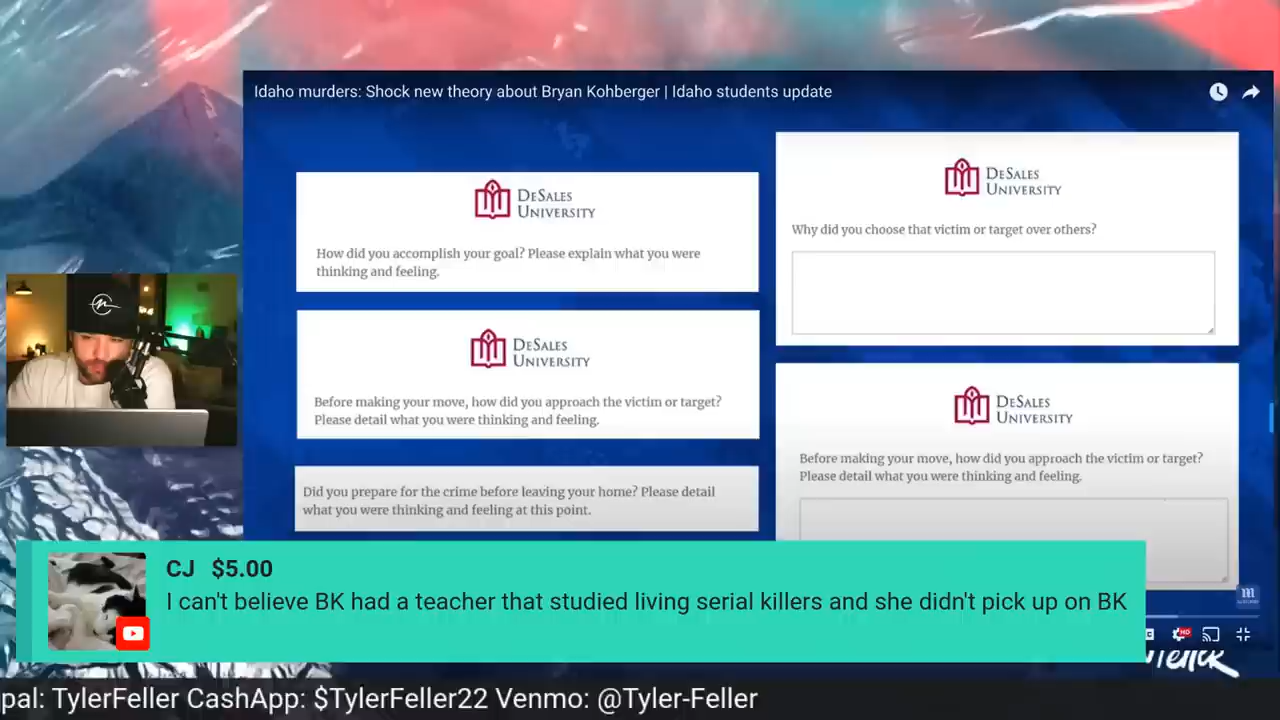 Idaho murders: Shock new theory about Bryan Kohberger | Idaho students update
DESALES
UNIVERSITY
How did you accomplish your goal? Please explain what you were
thinking and feeling.
DESALES
UNIVERSITY
Before making your move, how did you approach the victim or target?
Please detail what you were thinking and feeling.
Did you prepare for the crime before leaving your home? Please detail
what you were thinking and feeling at this point.
DESALES
UNIVERSITY
Why did you choose that victim or target over others?
DESALES
UNIVERSITY
Before making your move, how did you approach the victim or target?
Please detail what you were thinking and feeling.
CJ $5.00
I can't believe BK had a teacher that studied living serial killers and she didn't pick up on BK
HD
pal: TylerFeller CashApp: $TylerFeller22 Venmo: @Tyler-Feller